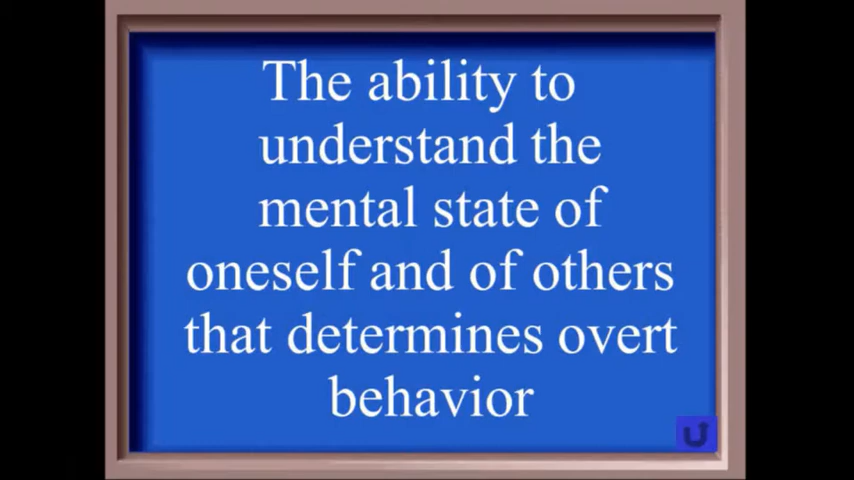 The ability to
understand the
mental state of
oneself and of others
that determines overt
behavior